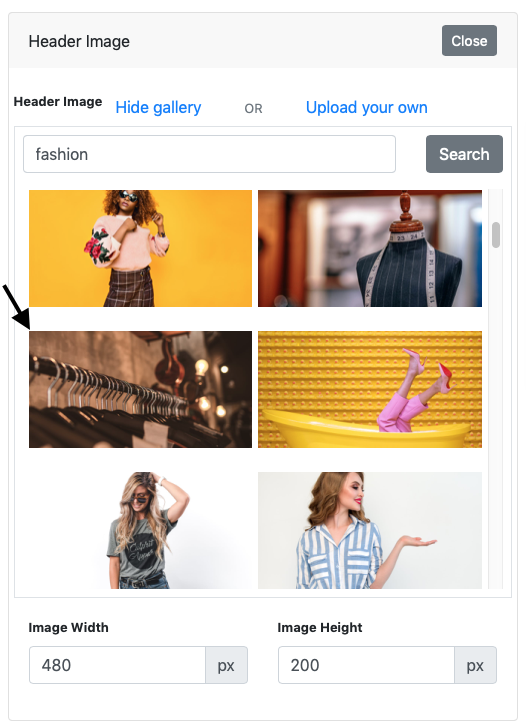 Header Image
Close
Header Image Hide gallery OR Upload your own
fashion
Search
Image Width
Image Height
480 px
200 px